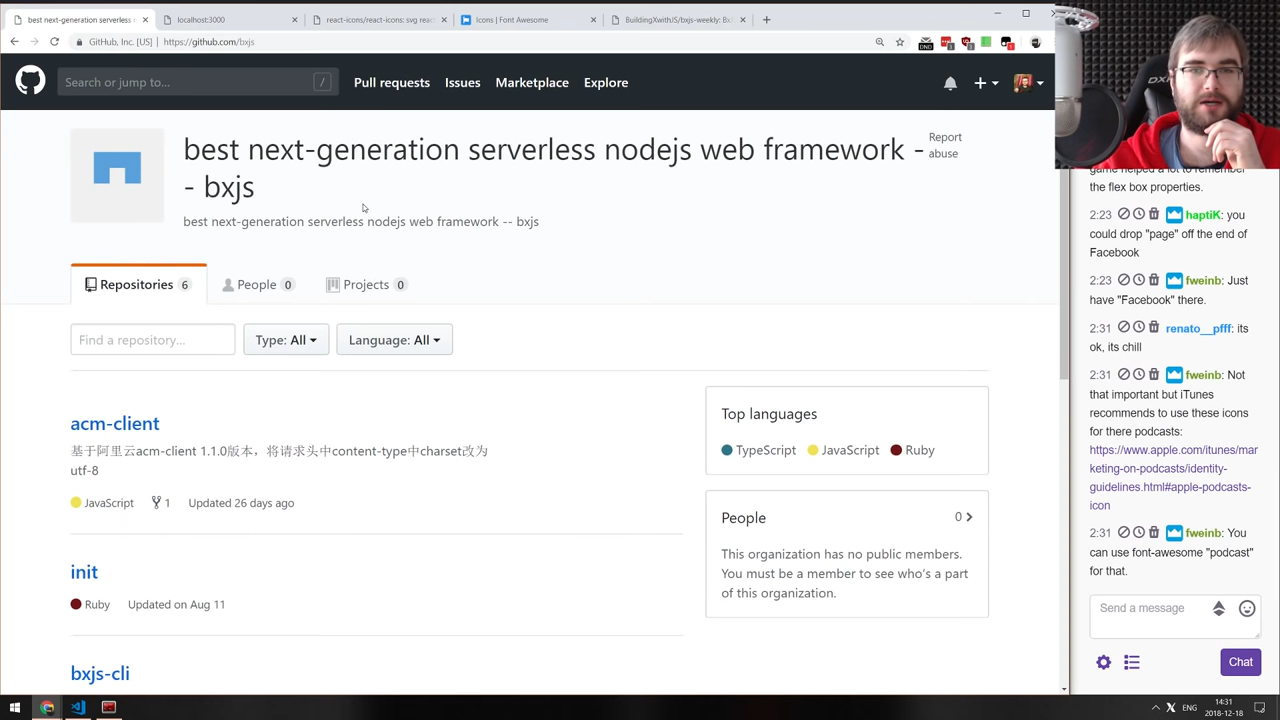 best next-generation serverless n
localhost:3000
react-icons/react-icons: svg reac
Icons | Font Awesome
BuildingXwithJS/bxjs-weekly: Bx
GitHub, Inc. [US] | https://github.com/bxjs
DND
Search or jump to...
/
Pull requests
Issues
Marketplace
Explore
best next-generation serverless nodejs web framework -
- bxjs
Report
abuse
best next-generation serverless nodejs web framework -- bxjs
Repositories 6
People 0
Projects 0
Find a repository...
Type: All
Language: All
acm-client
基于阿里云acm-client 1.1.0版本，将请求头中content-type中charset改为
utf-8
JavaScript 1 Updated 26 days ago
init
Ruby Updated on Aug 11
bxjs-cli
Top languages
TypeScript JavaScript Ruby
People 0
This organization has no public members.
You must be a member to see who's a part
of this organization.
game helped a lot to remember
the flex box properties.
2:23 haptiK: you
could drop "page" off the end of
Facebook
2:23 fweinb: Just
have "Facebook" there.
2:31 renato__pfff: its
ok, its chill
2:31 fweinb: Not
that important but iTunes
recommends to use these icons
for there podcasts:
https://www.apple.com/itunes/mar
keting-on-podcasts/identity-
guidelines.html#apple-podcasts-
icon
2:31 fweinb: You
can use font-awesome "podcast"
for that.
Send a message
Chat
ENG
14:31
2018-12-18